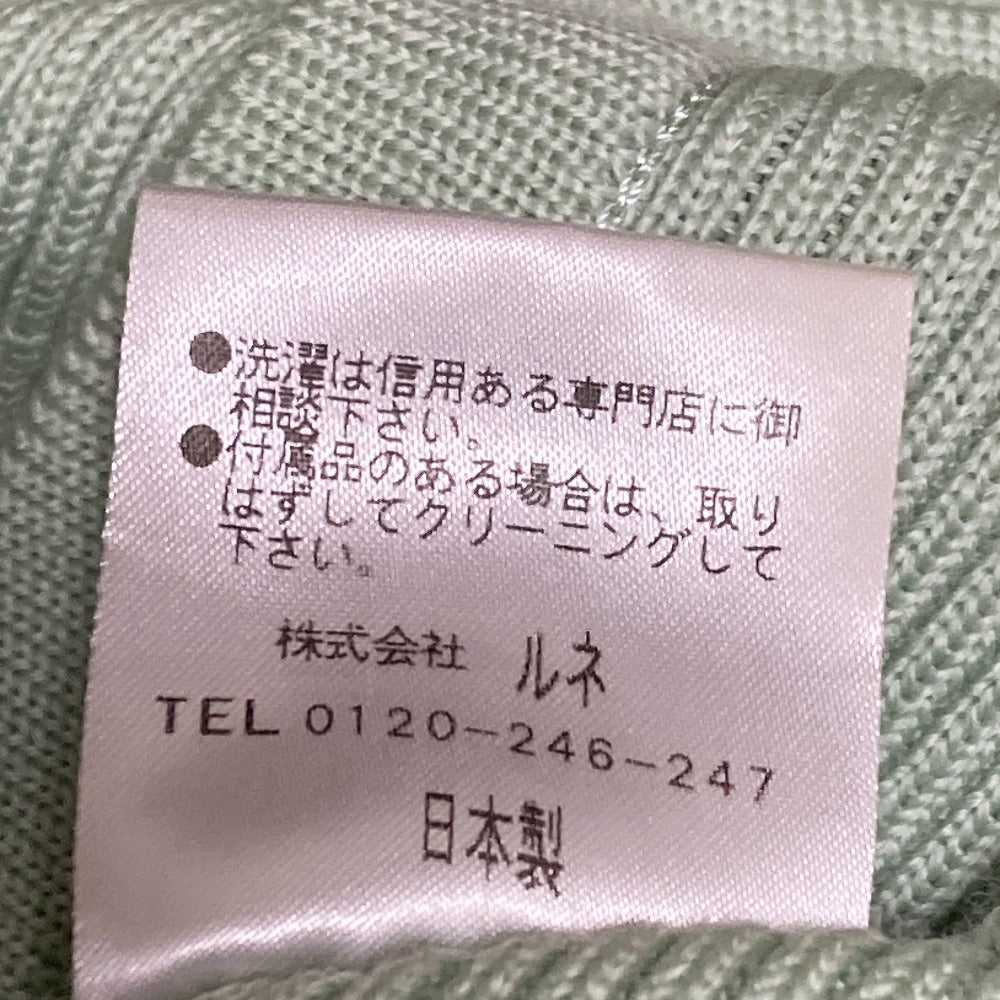 ●洗濯は信用ある専門店に御
相談下さい。
●付属品のある場合は、取り
はずしてクリーニングして
下さい。
株式会社 ルネ
TEL 0120-246-247
日本製